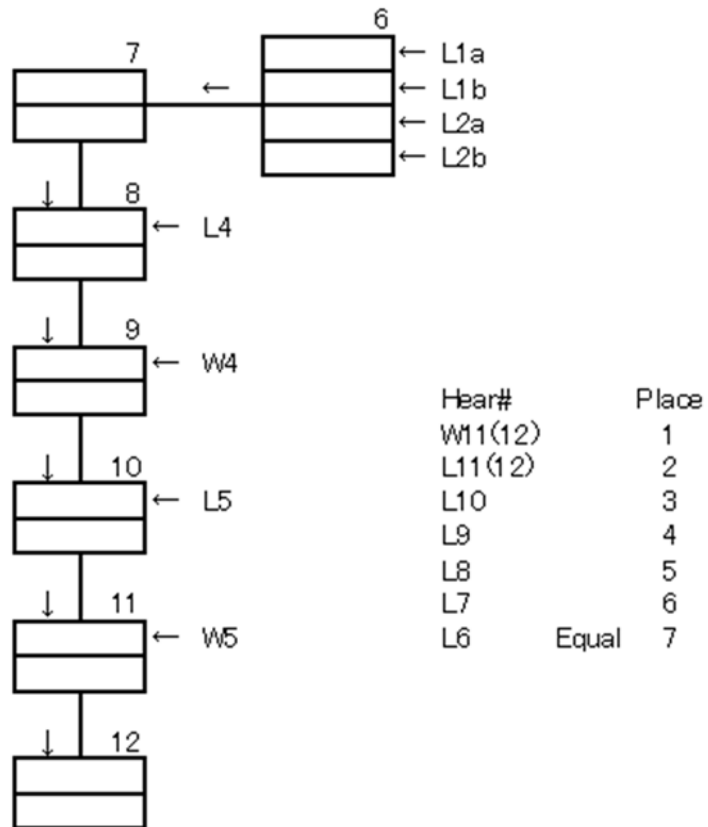 6
← L1a
7
← ← L1b
← L2a
← L2b
↓ 8
← L4
↓ 9
← W4
Hear# Place
W11(12) 1
↓ 10
L11(12) 2
← L5
L10 3
L9 4
L8 5
↓ 11
L7 6
← W5
L6 Equal 7
↓ 12